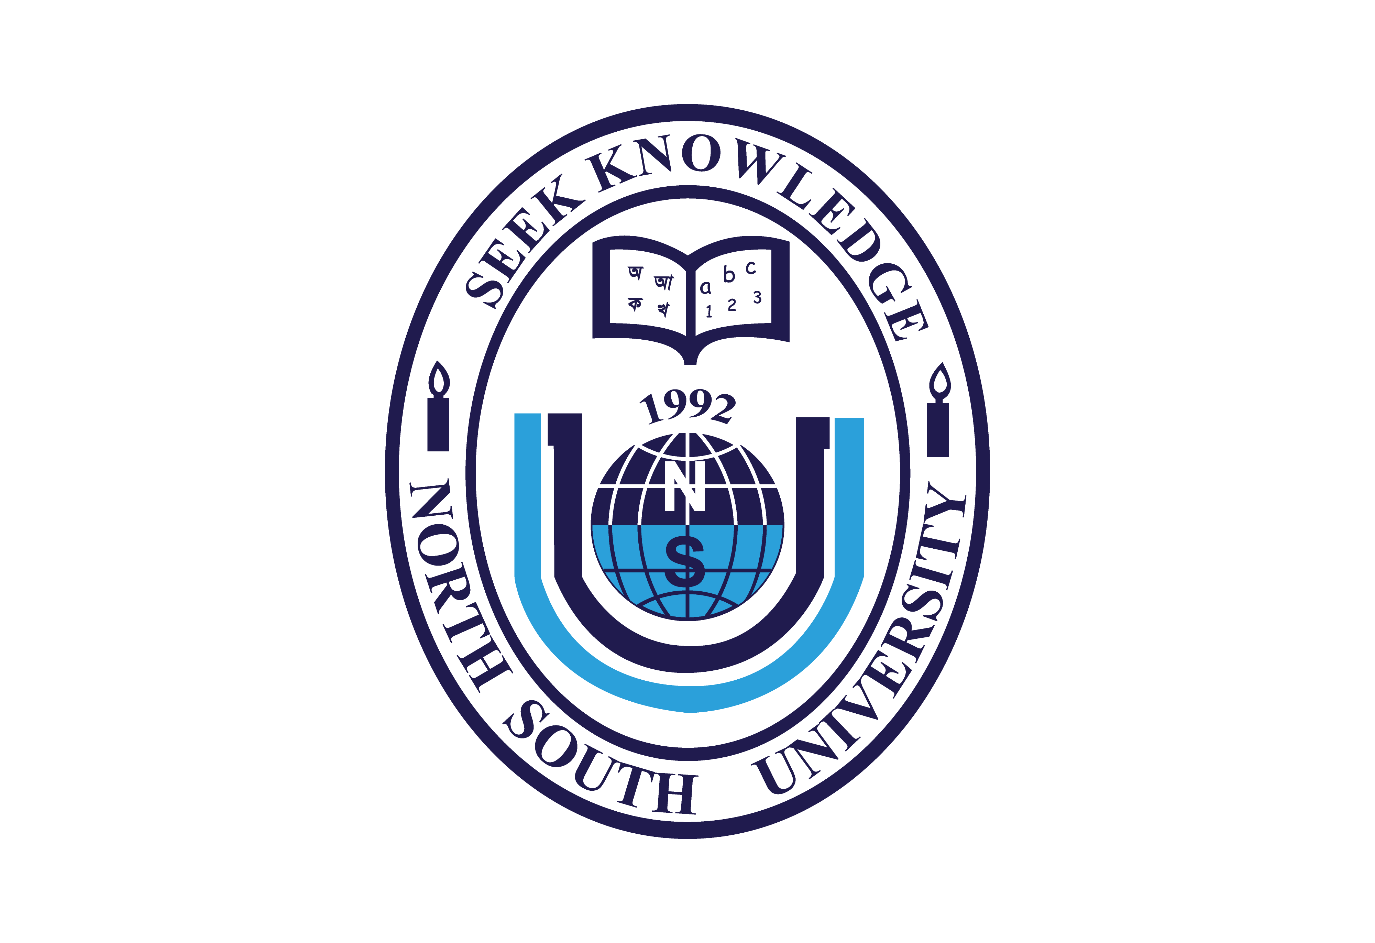 SEEK KNOWLEDGE
অ আ
ক খ
a b c
1 2 3
1992
N
S
NORTH SOUTH UNIVERSITY